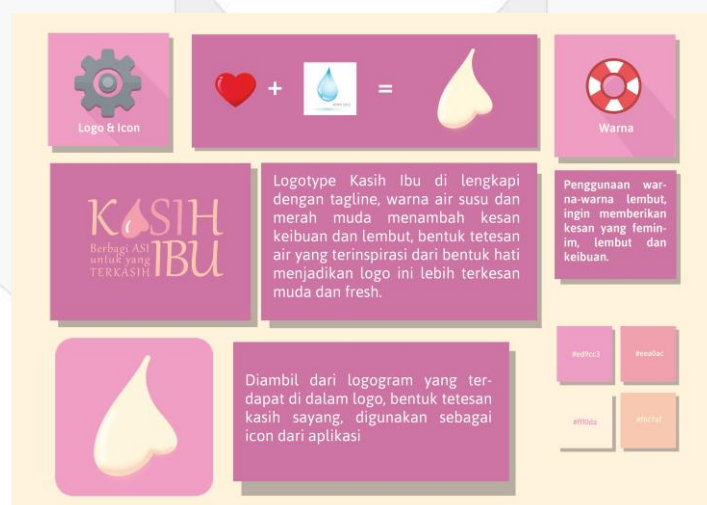 Logo & Icon
+
=
Warna
KASIH
IBU
Berbagi ASI
untuk yang
TERKASIH
Logotype Kasih Ibu di lengkapi
dengan tagline, warna air susu dan
merah muda menambah kesan
keibuan dan lembut, bentuk tetesan
air yang terinspirasi dari bentuk hati
menjadikan logo ini lebih terkesan
muda dan fresh.
Penggunaan war-
na-warna lembut,
ingin memberikan
kesan yang femin-
im, lembut dan
keibuan.
Diambil dari logogram yang ter-
dapat di dalam logo, bentuk tetesan
kasih sayang, digunakan sebagai
icon dari aplikasi
#ed9cc3
#eea0ac